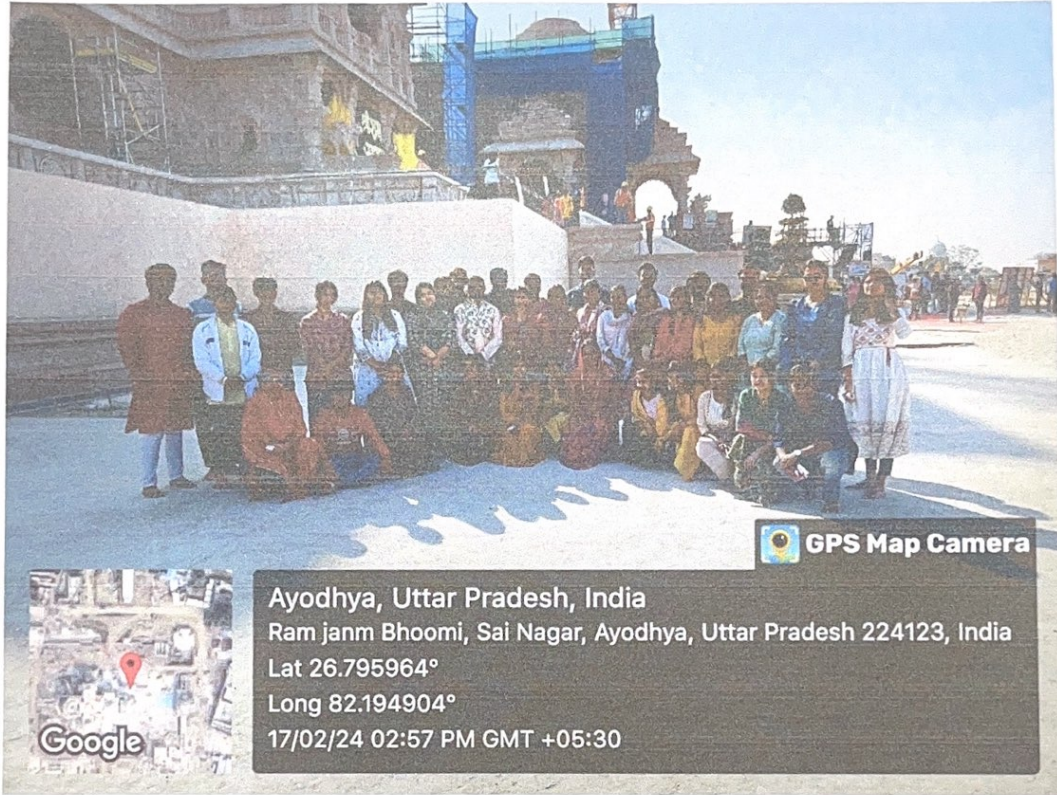 GPS Map Camera
Ayodhya, Uttar Pradesh, India
Ram janm Bhoomi, Sai Nagar, Ayodhya, Uttar Pradesh 224123, India
Lat 26.795964°
Long 82.194904°
17/02/24 02:57 PM GMT +05:30
Google